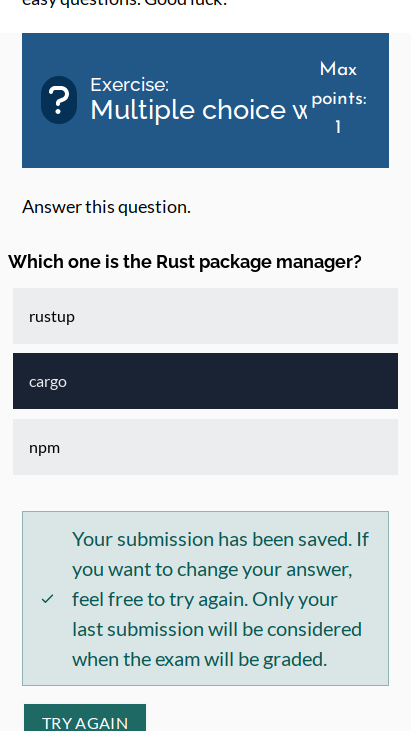 easy questions. Good luck!
Exercise:
Multiple choice w
Max
points:
1
Answer this question.
Which one is the Rust package manager?
rustup
cargo
npm
Your submission has been saved. If
you want to change your answer,
feel free to try again. Only your
last submission will be considered
when the exam will be graded.
TRY AGAIN